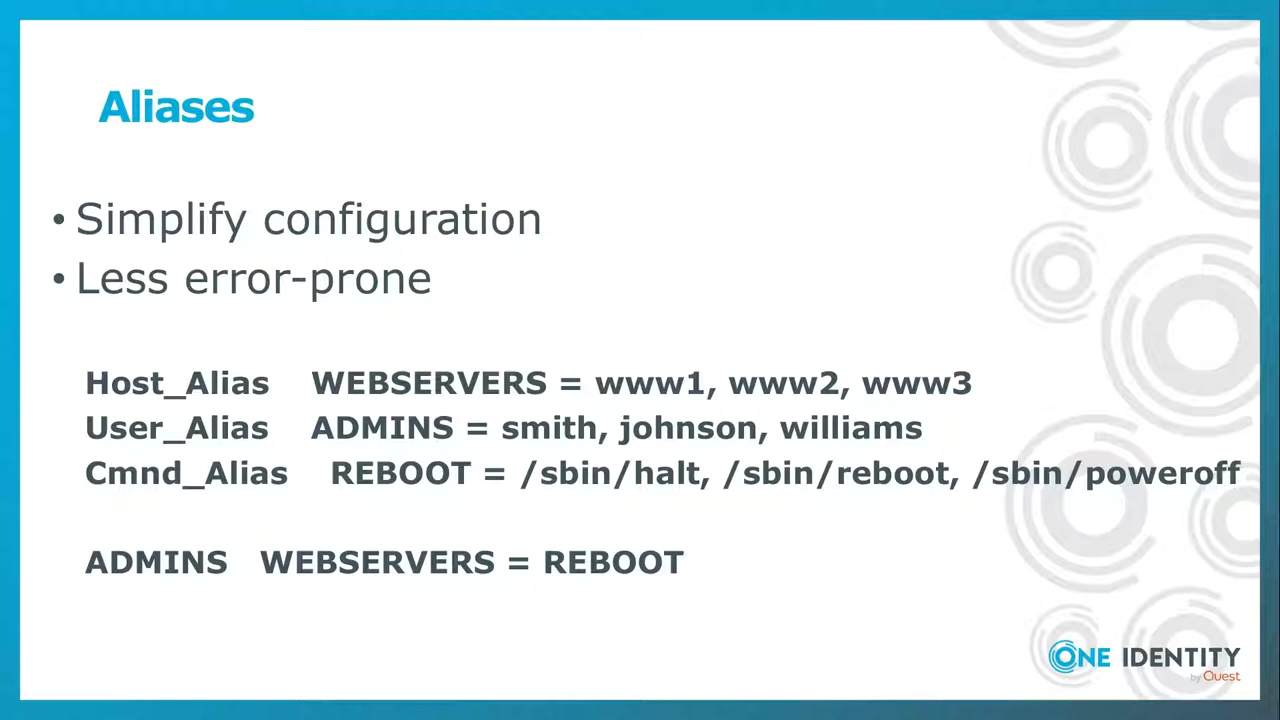 Aliases
• Simplify configuration
• Less error-prone
Host_Alias WEBSERVERS = www1, www2, www3
User_Alias ADMINS = smith, johnson, williams
Cmnd_Alias REBOOT = /sbin/halt, /sbin/reboot, /sbin/poweroff
ADMINS WEBSERVERS = REBOOT
ONE IDENTITY
by Quest